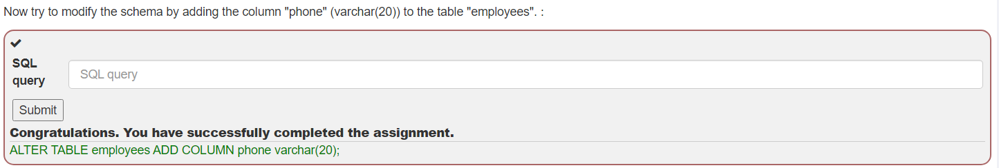 Now try to modify the schema by adding the column "phone" (varchar(20)) to the table "employees". :
SQL
query
SQL query
Submit
Congratulations. You have successfully completed the assignment.
ALTER TABLE employees ADD COLUMN phone varchar(20);